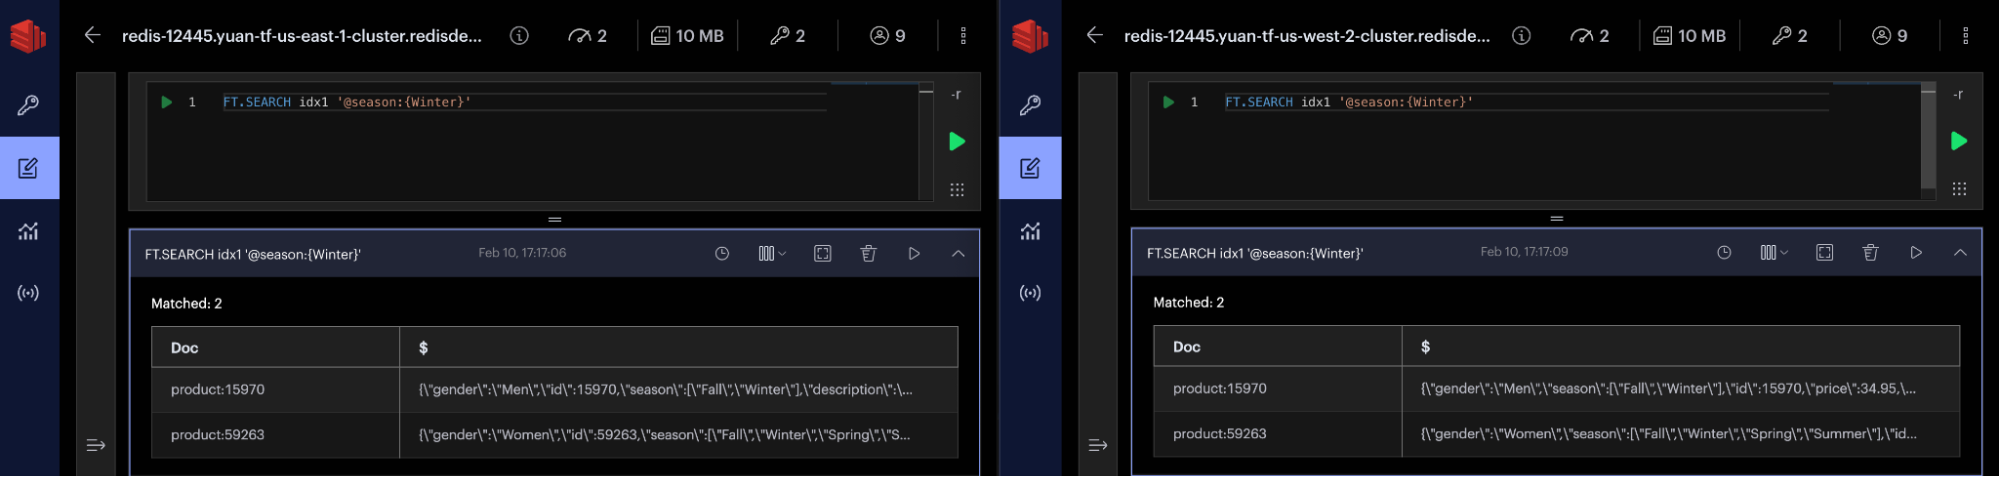 redis-12445.yuan-tf-us-east-1-cluster.redisde... 2 10 MB 2 9
1 FT.SEARCH idx1 '@season:{Winter}'
-r
FT.SEARCH idx1 '@season:{Winter}' Feb 10, 17:17:06
Matched: 2
Doc $
product:15970 {\"gender\":\"Men\",\"id\":15970,\"season\":[\"Fall\",\"Winter\"],\"description\":\...
product:59263 {\"gender\":\"Women\",\"id\":59263,\"season\":[\"Fall\",\"Winter\",\"Spring\",\"S...
redis-12445.yuan-tf-us-west-2-cluster.redisde... 2 10 MB 2 9
1 FT.SEARCH idx1 '@season:{Winter}'
-r
FT.SEARCH idx1 '@season:{Winter}' Feb 10, 17:17:09
Matched: 2
Doc $
product:15970 {\"gender\":\"Men\",\"season\":[\"Fall\",\"Winter\"],\"id\":15970,\"price\":34.95,\...
product:59263 {\"gender\":\"Women\",\"season\":[\"Fall\",\"Winter\",\"Spring\",\"Summer\"],\"id...